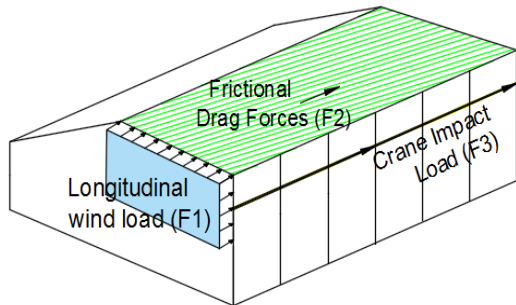 Frictional
Drag Forces (F2)
Longitudinal
wind load (F1)
Crane Impact
Load (F3)